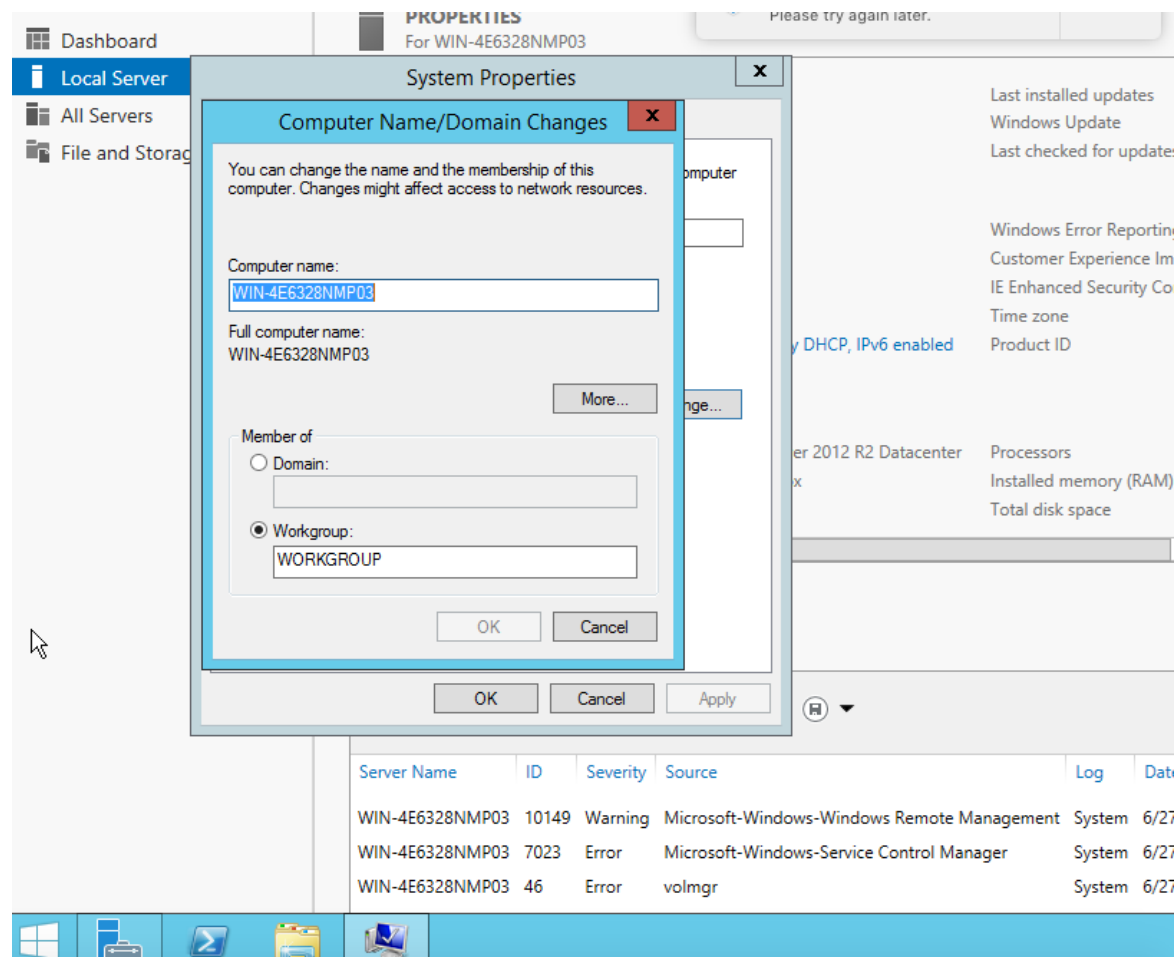 PROPERTIES
For WIN-4E6328NMP03
Please try again later.
Dashboard
Local Server
All Servers
File and Storag
System Properties
x
Computer Name/Domain Changes
x
You can change the name and the membership of this
computer. Changes might affect access to network resources.
Computer name:
WIN-4E6328NMP03
Full computer name:
WIN-4E6328NMP03
More...
Member of
Domain:
Workgroup:
WORKGROUP
OK Cancel
OK Cancel Apply
omputer
nge...
Last installed updates
Windows Update
Last checked for updates
Windows Error Reporting
Customer Experience Im
IE Enhanced Security Co
Time zone
y DHCP, IPv6 enabled Product ID
er 2012 R2 Datacenter Processors
x Installed memory (RAM)
Total disk space
Server Name ID Severity Source Log Date
WIN-4E6328NMP03 10149 Warning Microsoft-Windows-Windows Remote Management System 6/27
WIN-4E6328NMP03 7023 Error Microsoft-Windows-Service Control Manager System 6/27
WIN-4E6328NMP03 46 Error volmgr System 6/27